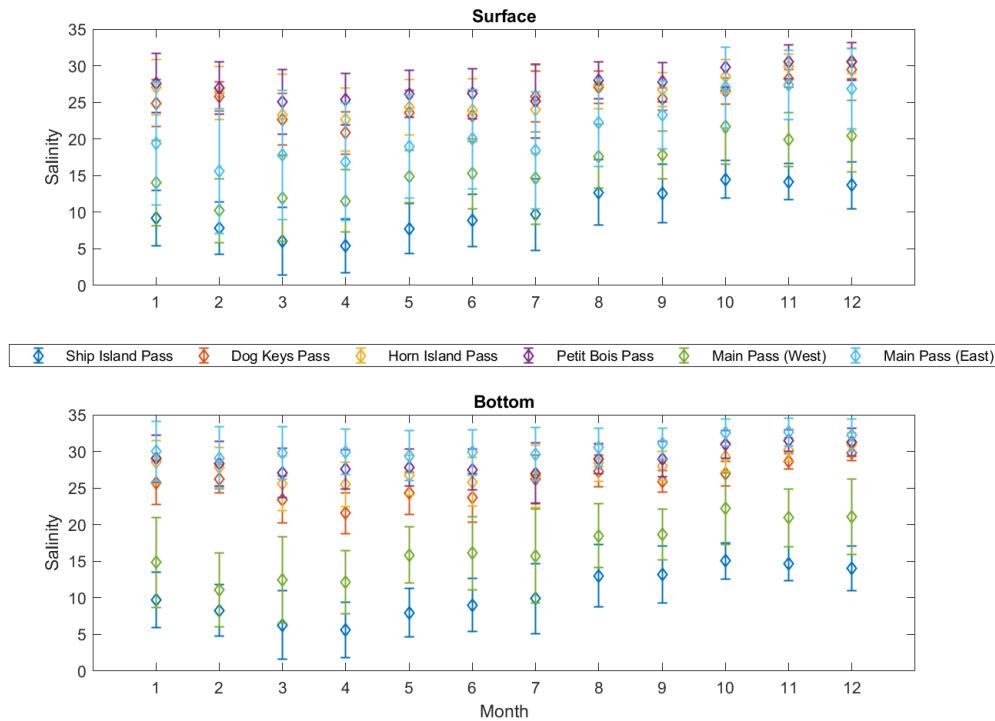 Surface
35
30
25
20
15
10
5
0
Salinity
1 2 3 4 5 6 7 8 9 10 11 12
Ship Island Pass Dog Keys Pass Horn Island Pass Petit Bois Pass Main Pass (West) Main Pass (East)
Bottom
35
30
25
20
15
10
5
0
Salinity
1 2 3 4 5 6 7 8 9 10 11 12
Month